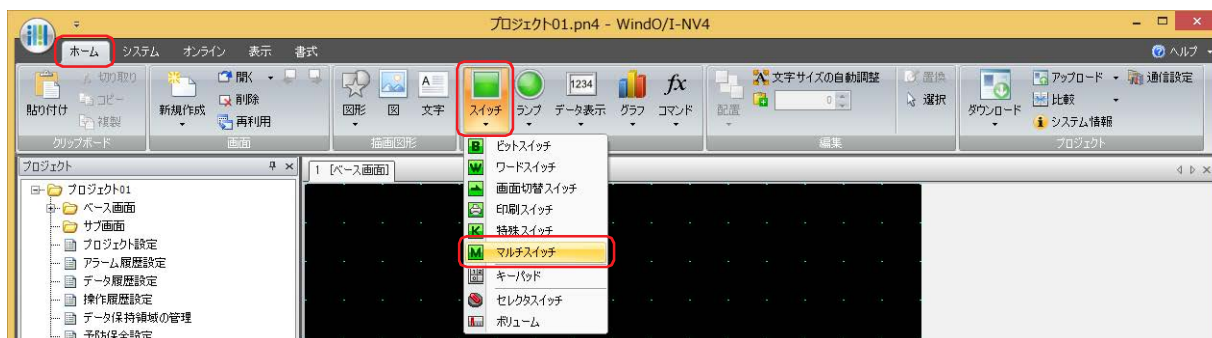 プロジェクト01.pn4 - WindO/I-NV4
ホーム システム オンライン 表示 書式 ヘルプ
貼り付け 切り取り コピー 複製
新規作成 開く 削除 再利用
図形 図 文字
スイッチ ランプ データ表示 グラフ コマンド
配置 文字サイズの自動調整 0 置換 選択
ダウンロード アップロード 比較 システム情報 通信設定
クリップボード 画面 描画図形 編集 プロジェクト
ビットスイッチ
ワードスイッチ
画面切替スイッチ
印刷スイッチ
特殊スイッチ
マルチスイッチ
キーパッド
セレクタスイッチ
ボリューム
プロジェクト
1 [ベース画面]
プロジェクト01
ベース画面
サブ画面
プロジェクト設定
アラーム履歴設定
データ履歴設定
操作履歴設定
データ保持領域の管理
予防保全設定